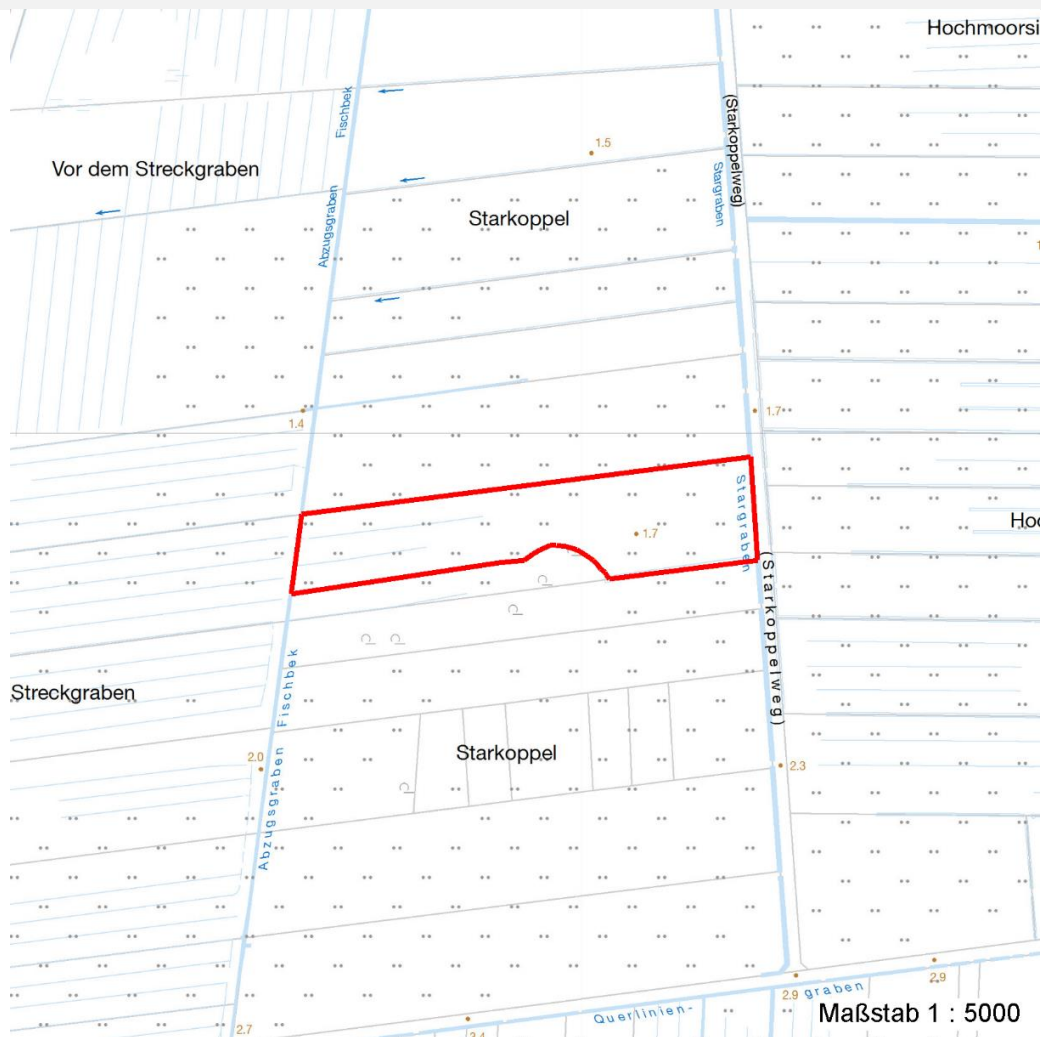 Hochmoorsi
Fischbek
(Starkoppelweg)
1.5
Vor dem Streckgraben
Stargraben
Abzugsgraben
Starkoppel
1
1.4
1.7
Stargraben
Hoc
1.7
(Starkoppelweg)
Streckgraben
Abzugsgraben Fischbek
Starkoppel
2.0
2.3
2.9
2.9
Querlinien-graben
Maßstab 1 : 5000
2.7